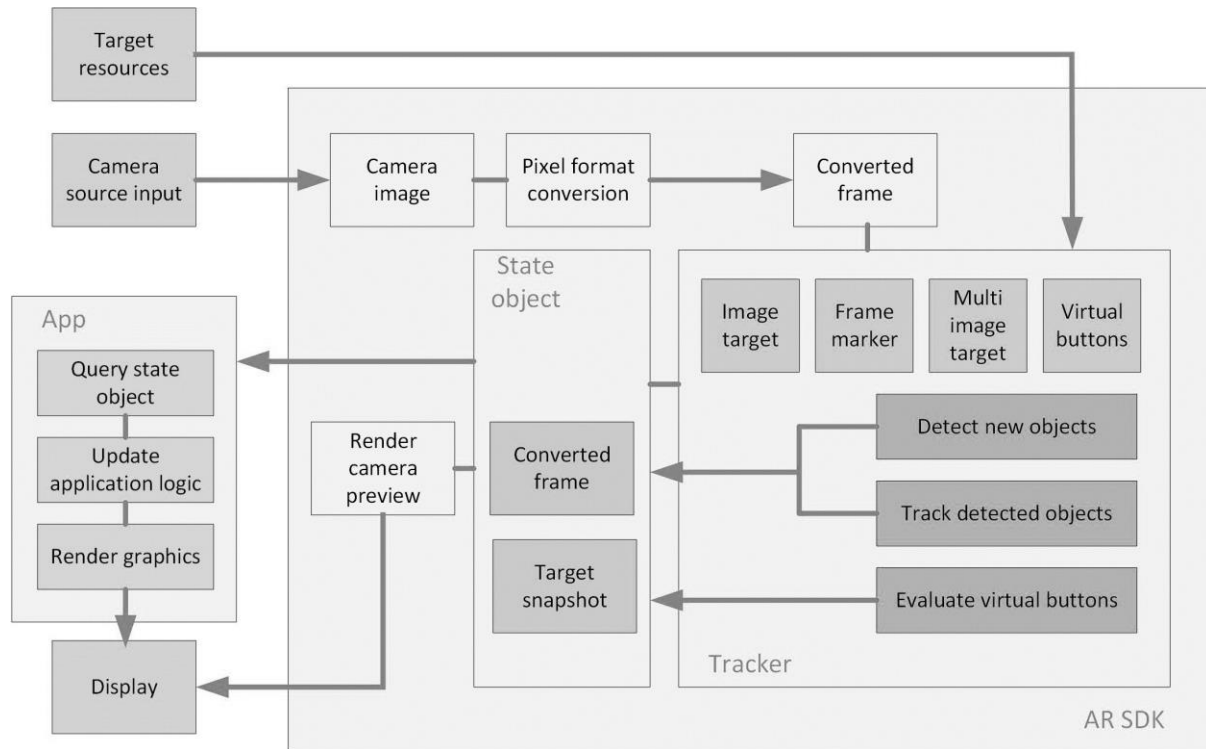 Target
resources
Camera
source input
Camera
image
Pixel format
conversion
Converted
frame
State
object
Image
target
Frame
marker
Multi
image
target
Virtual
buttons
App
Query state
object
Update
application logic
Render graphics
Render
camera
preview
Converted
frame
Target
snapshot
Detect new objects
Track detected objects
Evaluate virtual buttons
Tracker
Display
AR SDK